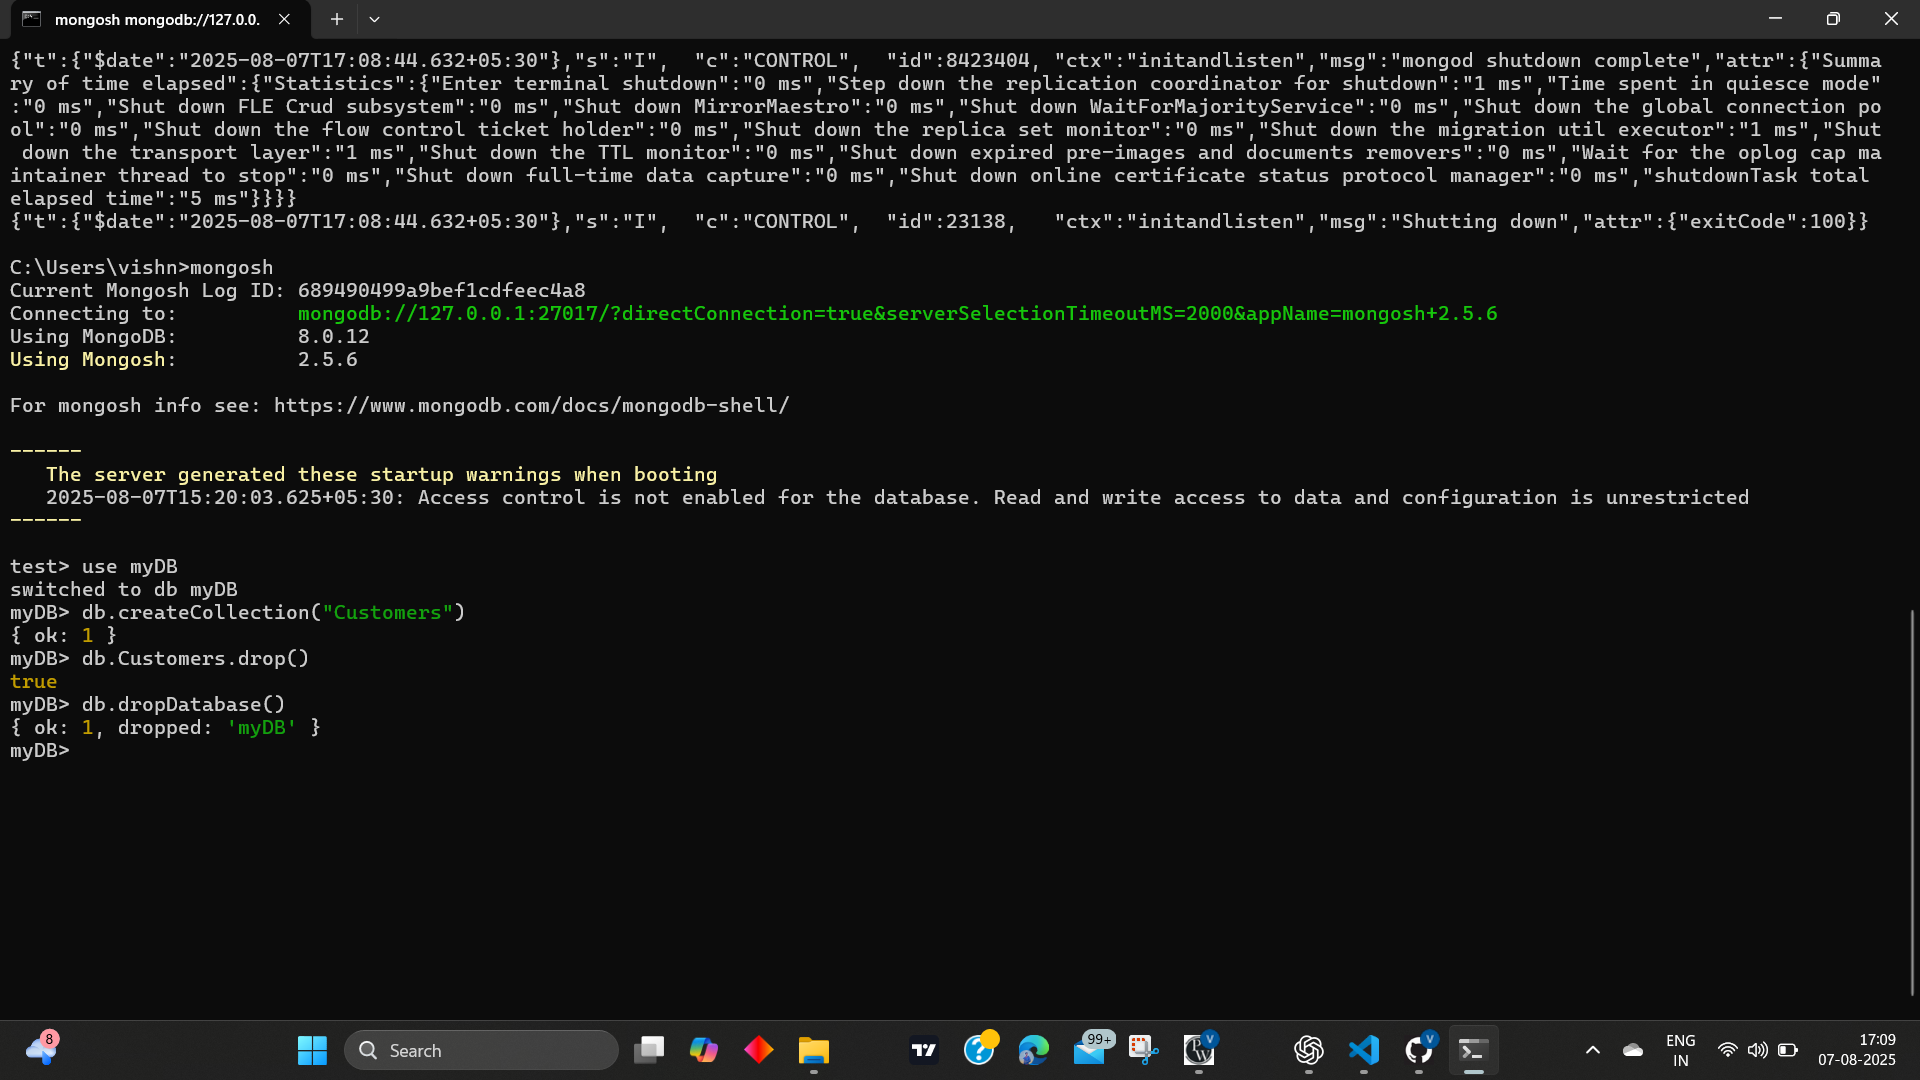 mongosh mongodb://127.0.0.
{"t":{"$date":"2025-08-07T17:08:44.632+05:30"},"s":"I",  "c":"CONTROL",  "id":8423404, "ctx":"initandlisten","msg":"mongod shutdown complete","attr":{"Summa
ry of time elapsed":{"Statistics":{"Enter terminal shutdown":"0 ms","Step down the replication coordinator for shutdown":"1 ms","Time spent in quiesce mode"
:"0 ms","Shut down FLE Crud subsystem":"0 ms","Shut down MirrorMaestro":"0 ms","Shut down WaitForMajorityService":"0 ms","Shut down the global connection po
ol":"0 ms","Shut down the flow control ticket holder":"0 ms","Shut down the replica set monitor":"0 ms","Shut down the migration util executor":"1 ms","Shut
 down the transport layer":"1 ms","Shut down the TTL monitor":"0 ms","Shut down expired pre-images and documents removers":"0 ms","Wait for the oplog cap ma
intainer thread to stop":"0 ms","Shut down full-time data capture":"0 ms","Shut down online certificate status protocol manager":"0 ms","shutdownTask total
elapsed time":"5 ms"}}}}
{"t":{"$date":"2025-08-07T17:08:44.632+05:30"},"s":"I",  "c":"CONTROL",  "id":23138,   "ctx":"initandlisten","msg":"Shutting down","attr":{"exitCode":100}}
C:\Users\vishn>mongosh
Current Mongosh Log ID: 689490499a9bef1cdfeec4a8
Connecting to:          mongodb://127.0.0.1:27017/?directConnection=true&serverSelectionTimeoutMS=2000&appName=mongosh+2.5.6
Using MongoDB:          8.0.12
Using Mongosh:          2.5.6
For mongosh info see: https://www.mongodb.com/docs/mongodb-shell/
------
   The server generated these startup warnings when booting
   2025-08-07T15:20:03.625+05:30: Access control is not enabled for the database. Read and write access to data and configuration is unrestricted
------
test> use myDB
switched to db myDB
myDB> db.createCollection("Customers")
{ ok: 1 }
myDB> db.Customers.drop()
true
myDB> db.dropDatabase()
{ ok: 1, dropped: 'myDB' }
myDB>
8
Search
99+
V
V
ENG
IN
17:09
07-08-2025